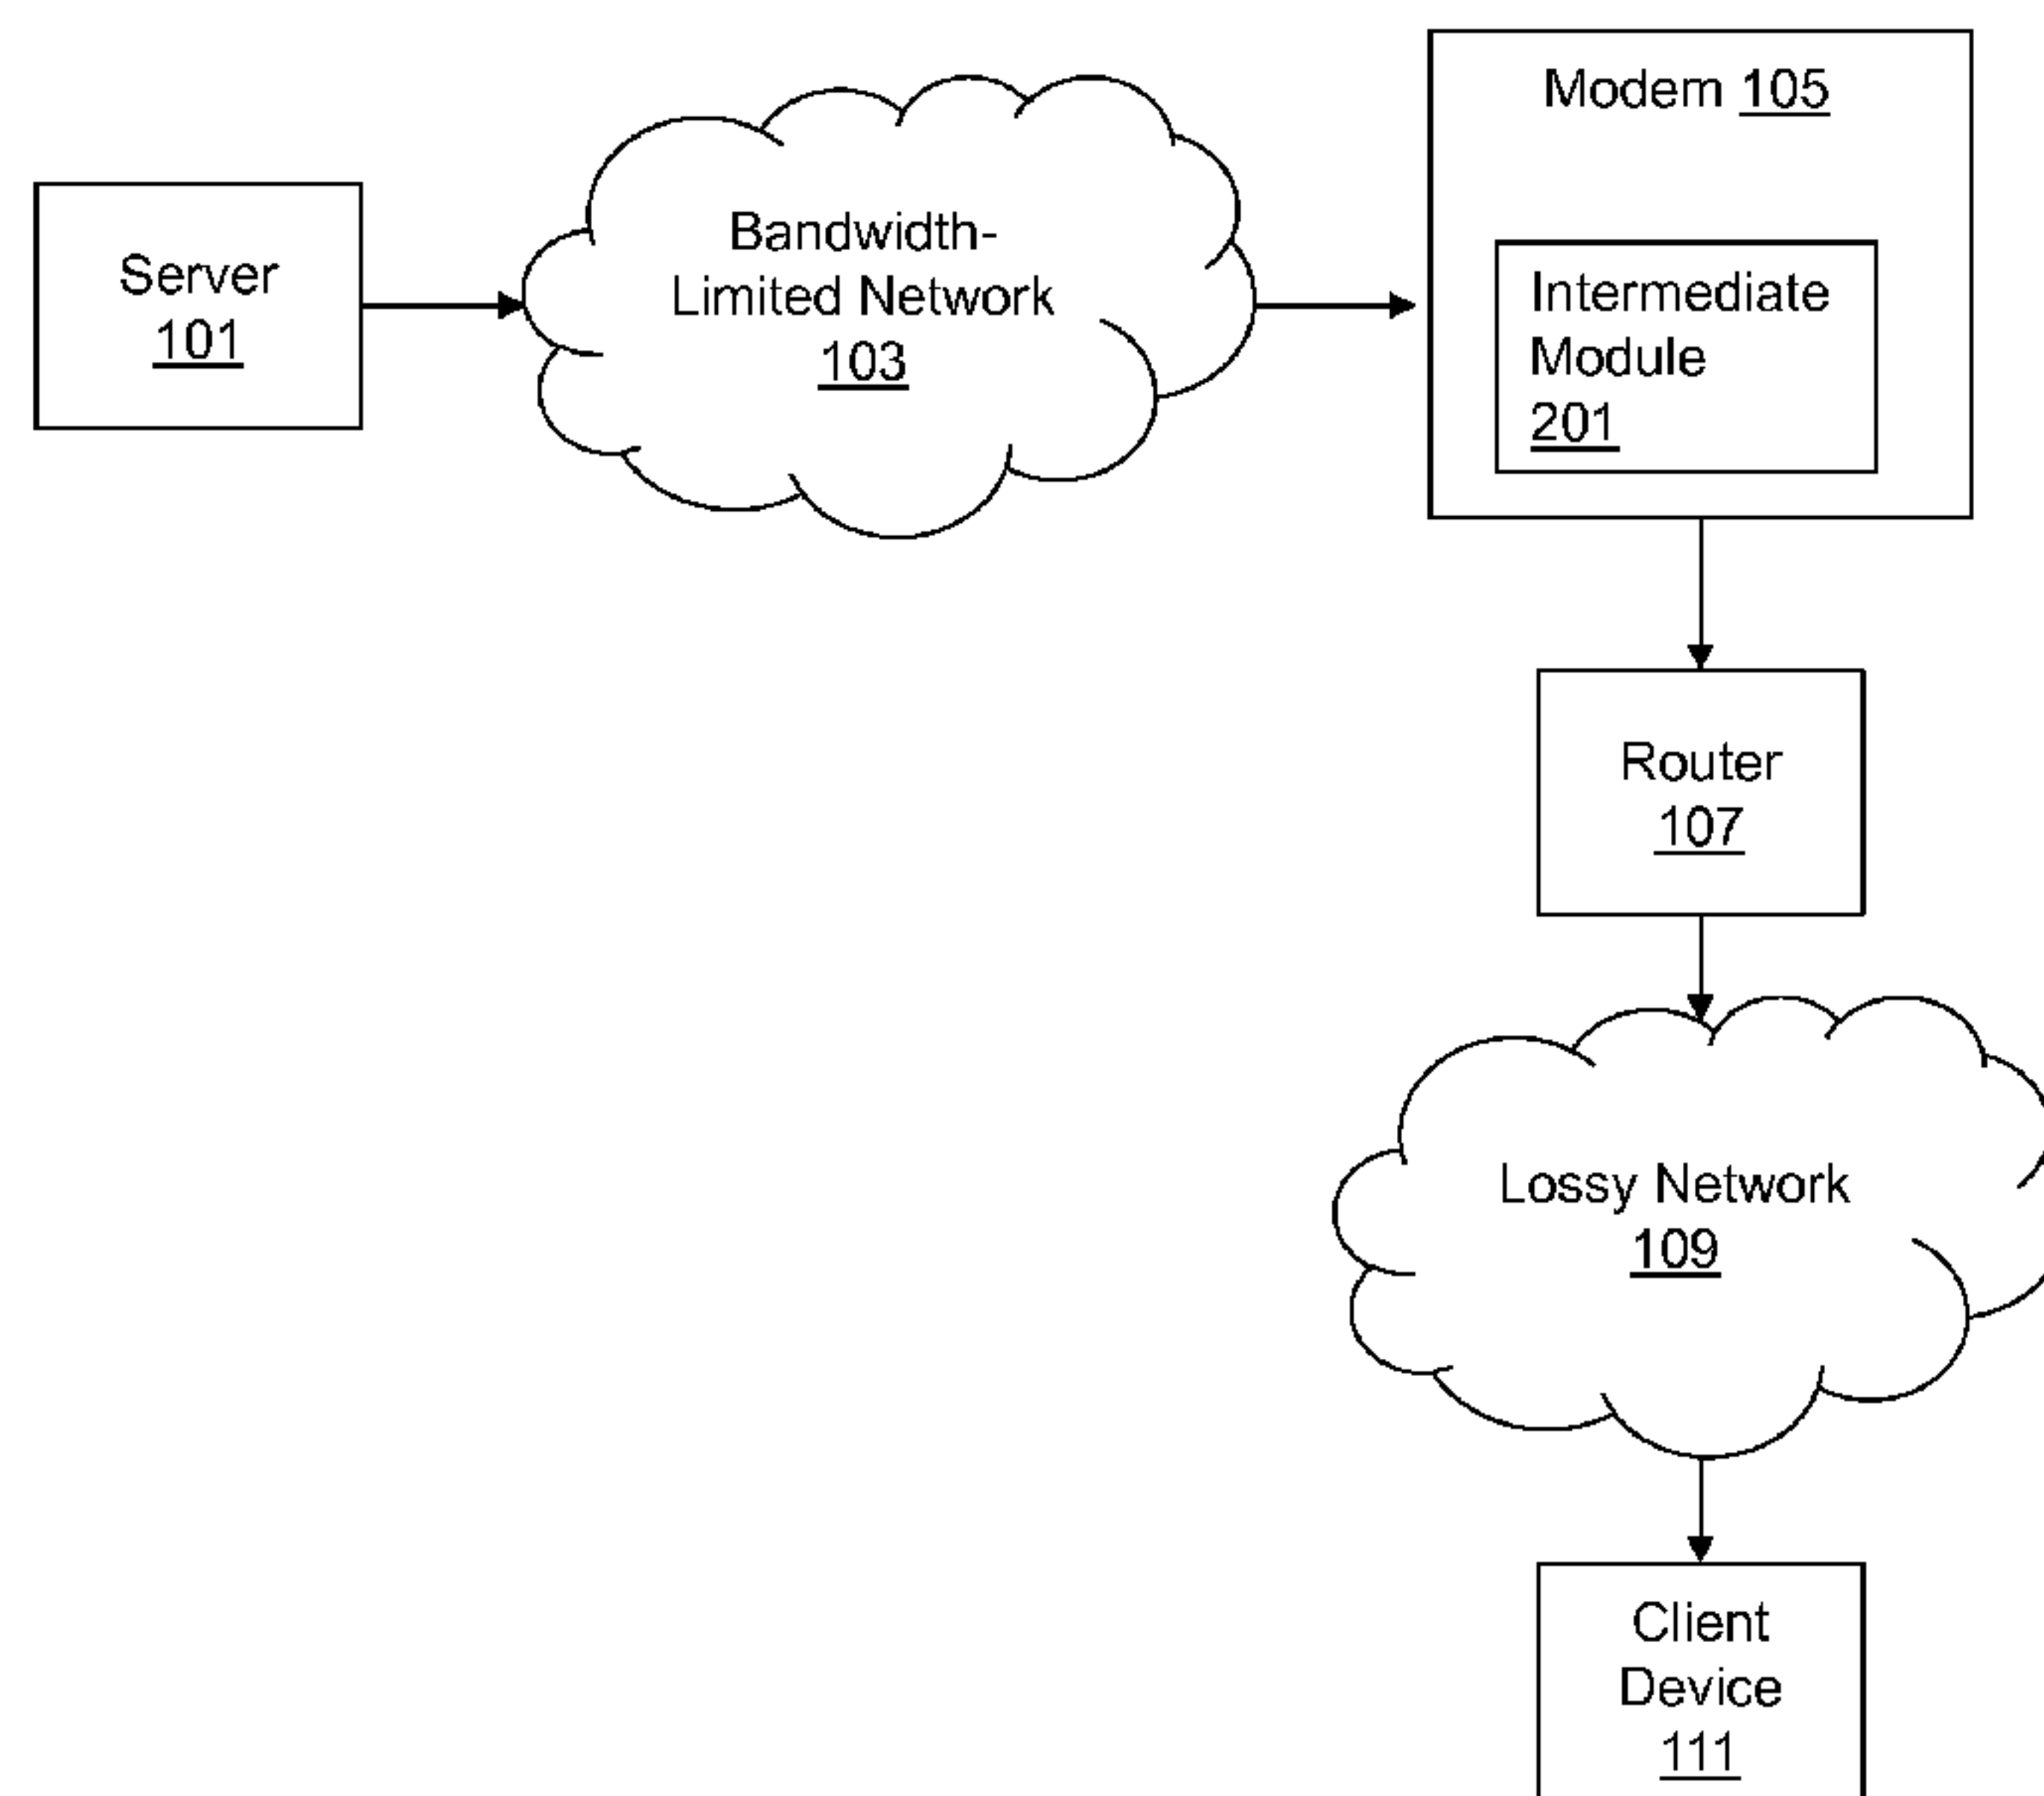 Server
101
Bandwidth-
Limited Network
103
Modem 105
Intermediate
Module
201
Router
107
Lossy Network
109
Client
Device
111